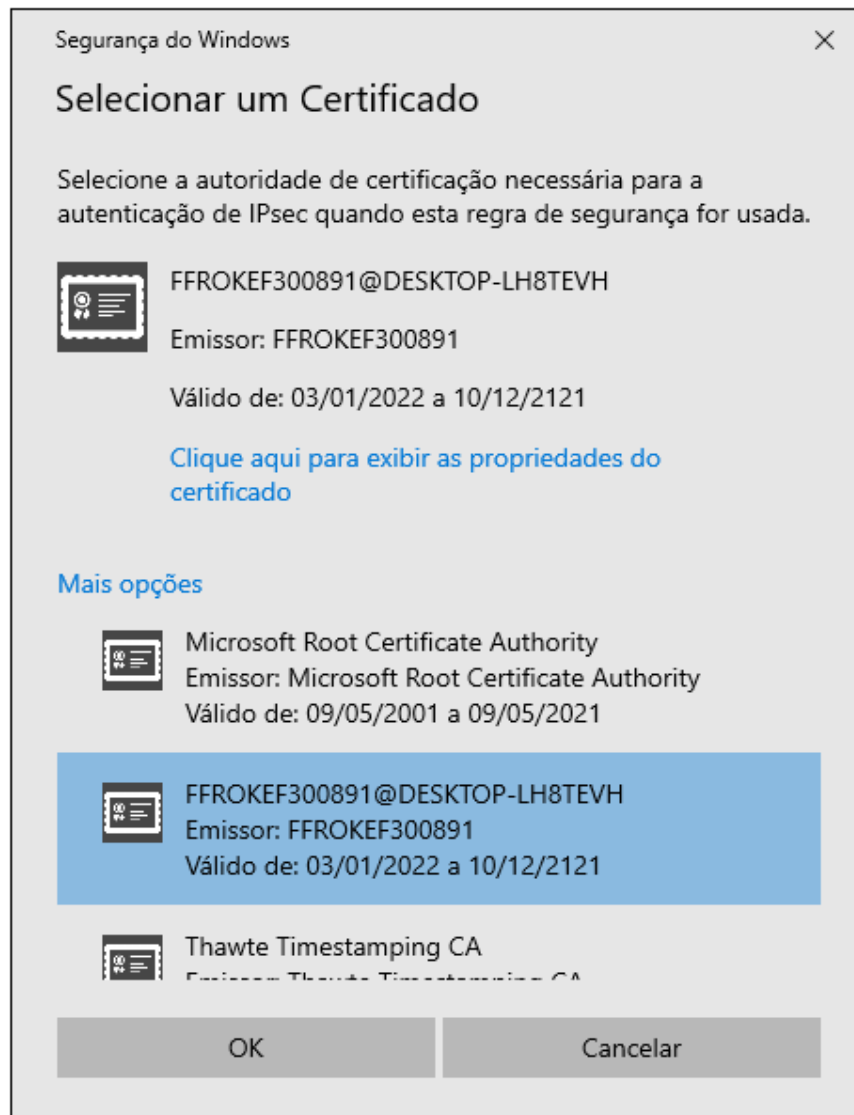 Segurança do Windows
Selecionar um Certificado
Selecione a autoridade de certificação necessária para a
autenticação de IPsec quando esta regra de segurança for usada.
FFROKEF300891@DESKTOP-LH8TEVH
Emissor: FFROKEF300891
Válido de: 03/01/2022 a 10/12/2121
Clique aqui para exibir as propriedades do
certificado
Mais opções
Microsoft Root Certificate Authority
Emissor: Microsoft Root Certificate Authority
Válido de: 09/05/2001 a 09/05/2021
FFROKEF300891@DESKTOP-LH8TEVH
Emissor: FFROKEF300891
Válido de: 03/01/2022 a 10/12/2121
Thawte Timestamping CA
Emissor: Thawte Timestamping CA
OK
Cancelar